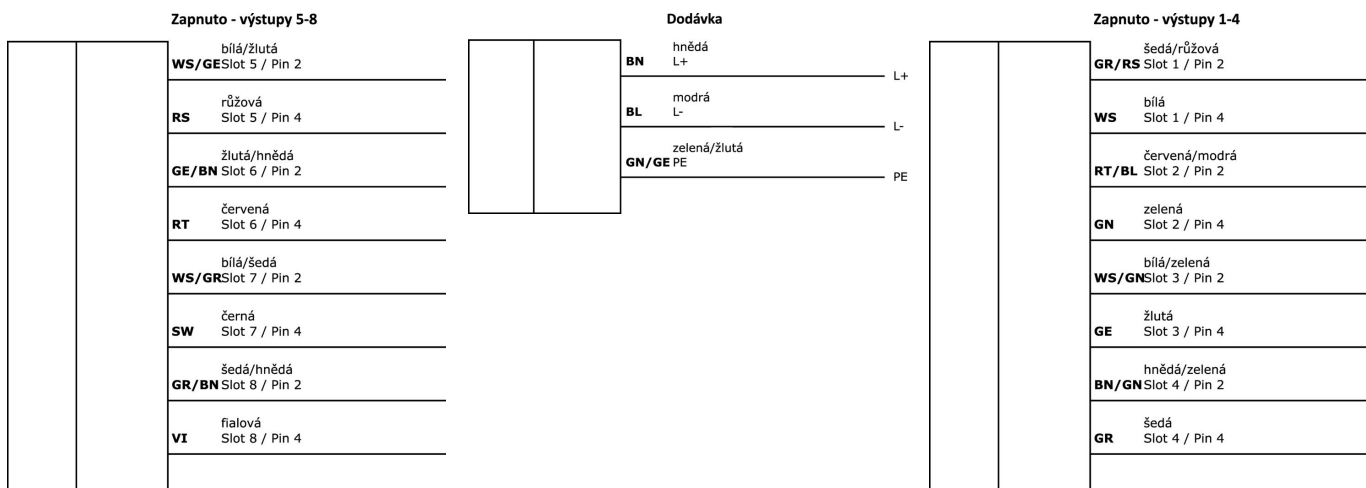 Zapnuto - výstupy 5-8
bílá/žlutá
WS/GE Slot 5 / Pin 2
růžová
RS Slot 5 / Pin 4
žlutá/hnědá
GE/BN Slot 6 / Pin 2
červená
RT Slot 6 / Pin 4
bílá/šedá
WS/GR Slot 7 / Pin 2
černá
SW Slot 7 / Pin 4
šedá/hnědá
GR/BN Slot 8 / Pin 2
fialová
VI Slot 8 / Pin 4
Dodávka
hnědá
BN L+
L+
modrá
BL L-
L-
zelená/žlutá
GN/GE PE
PE
Zapnuto - výstupy 1-4
šedá/růžová
GR/RS Slot 1 / Pin 2
bílá
WS Slot 1 / Pin 4
červená/modrá
RT/BL Slot 2 / Pin 2
zelená
GN Slot 2 / Pin 4
bílá/zelená
WS/GN Slot 3 / Pin 2
žlutá
GE Slot 3 / Pin 4
hnědá/zelená
BN/GN Slot 4 / Pin 2
šedá
GR Slot 4 / Pin 4